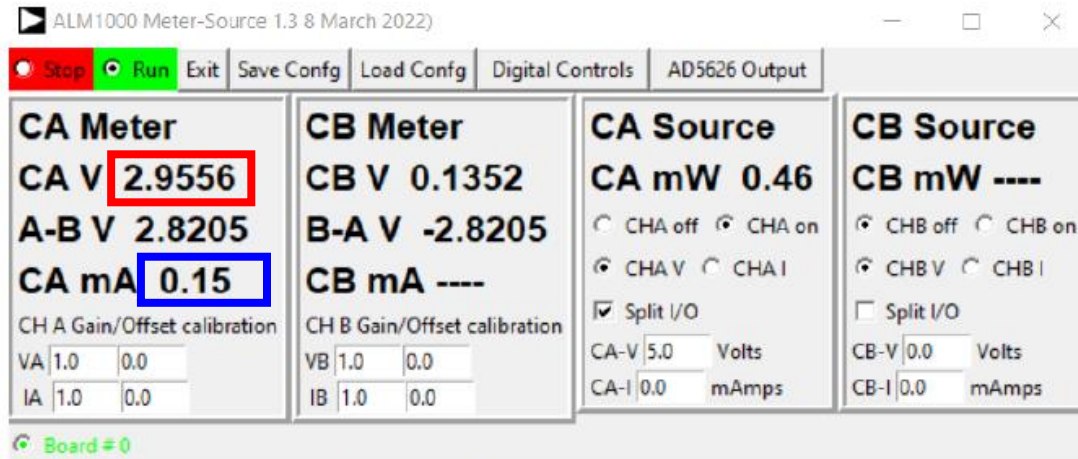 ALM1000 Meter-Source 1.3 8 March 2022)
Stop Run Exit Save Confg Load Confg Digital Controls AD5626 Output
CA Meter
CA V 2.9556
A-B V 2.8205
CA mA 0.15
CH A Gain/Offset calibration
VA 1.0 0.0
IA 1.0 0.0
CB Meter
CB V 0.1352
B-A V -2.8205
CB mA ----
CH B Gain/Offset calibration
VB 1.0 0.0
IB 1.0 0.0
CA Source
CA mW 0.46
CHA off CHA on
CHA V CHA I
Split I/O
CA-V 5.0 Volts
CA-I 0.0 mAmps
CB Source
CB mW ----
CHB off CHB on
CHB V CHB I
Split I/O
CB-V 0.0 Volts
CB-I 0.0 mAmps
Board # 0